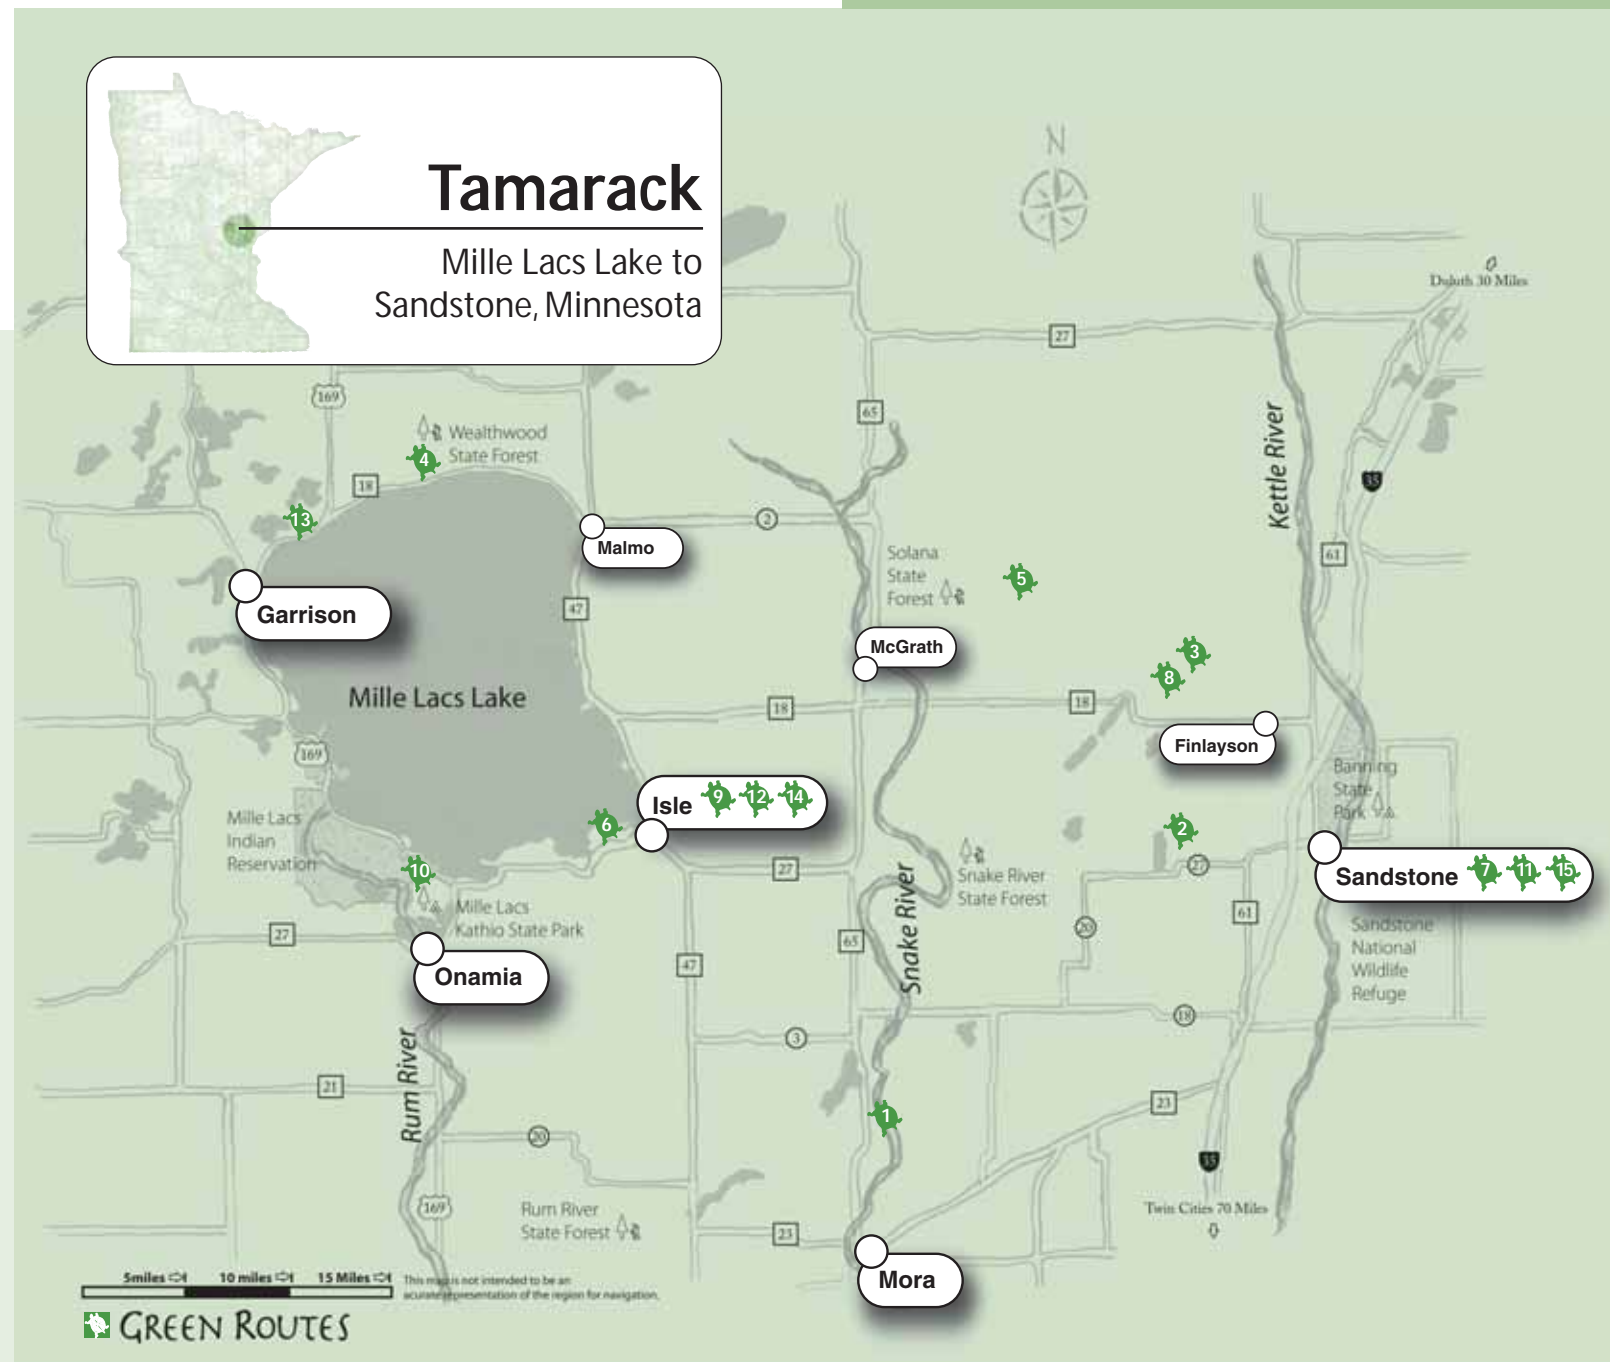 Tamarack
Mille Lacs Lake to
Sandstone, Minnesota
N
Duluth 30 Miles
27
169
65
Kettle River
Wealthwood
State Forest
4
18
35
13
2
Malmo
61
Solana
State
Forest
5
Garrison
47
McGrath
3
8
Mille Lacs Lake
18
18
Finlayson
169
Banning
State
Park
Isle 9 12 14
Mille Lacs
Indian
Reservation
6
2
27
27
10
Sandstone 7 11 15
Snake River
State Forest
Snake River
Mille Lacs
Kathio State Park
27
20
61
65
Sandstone
National
Wildlife
Refuge
47
Onamia
18
3
Rum River
21
23
1
20
35
169
Rum River
State Forest
Twin Cities 70 Miles
23
Mora
5miles 10 miles 15 Miles
This map is not intended to be an
acurate representation of the region for navigation.
GREEN ROUTES